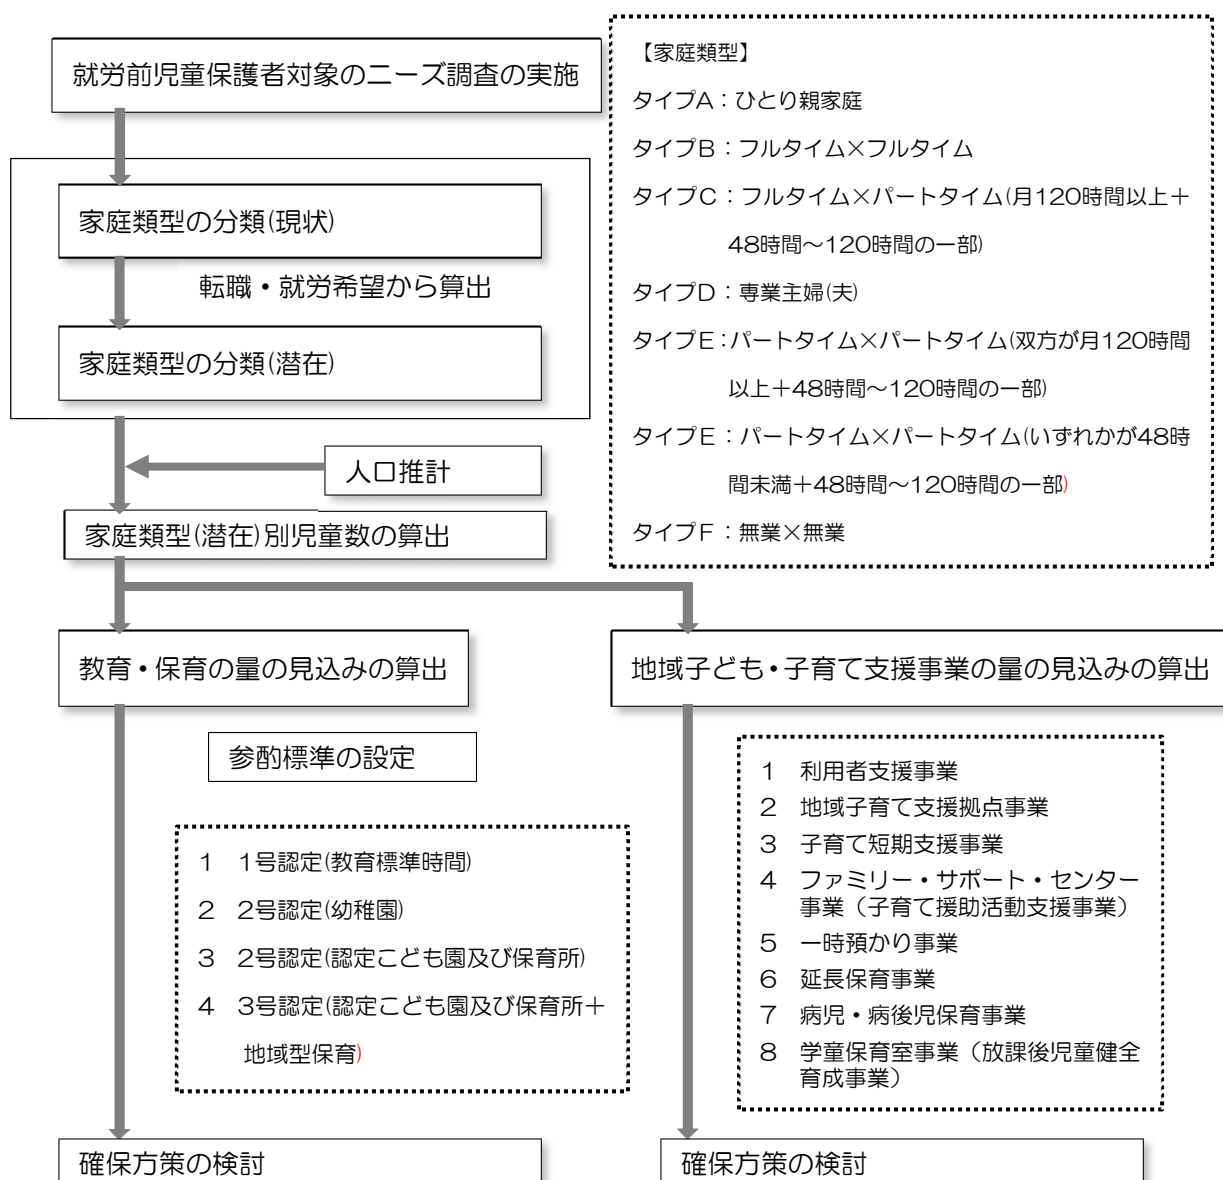 就労前児童保護者対象のニーズ調査の実施
家庭類型の分類(現状)
転職・就労希望から算出
家庭類型の分類(潜在)
人口推計
家庭類型(潜在)別児童数の算出
【家庭類型】
タイプA：ひとり親家庭
タイプB：フルタイム×フルタイム
タイプC：フルタイム×パートタイム(月120時間以上＋
48時間～120時間の一部)
タイプD：専業主婦(夫)
タイプE：パートタイム×パートタイム(双方が月120時間
以上＋48時間～120時間の一部)
タイプE：パートタイム×パートタイム(いずれかが48時
間未満＋48時間～120時間の一部)
タイプF：無業×無業
教育・保育の量の見込みの算出
参酌標準の設定
1 1号認定(教育標準時間)
2 2号認定(幼稚園)
3 2号認定(認定こども園及び保育所)
4 3号認定(認定こども園及び保育所＋
地域型保育)
確保方策の検討
地域子ども・子育て支援事業の量の見込みの算出
1 利用者支援事業
2 地域子育て支援拠点事業
3 子育て短期支援事業
4 ファミリー・サポート・センター
事業（子育て援助活動支援事業）
5 一時預かり事業
6 延長保育事業
7 病児・病後児保育事業
8 学童保育室事業（放課後児童健全
育成事業）
確保方策の検討